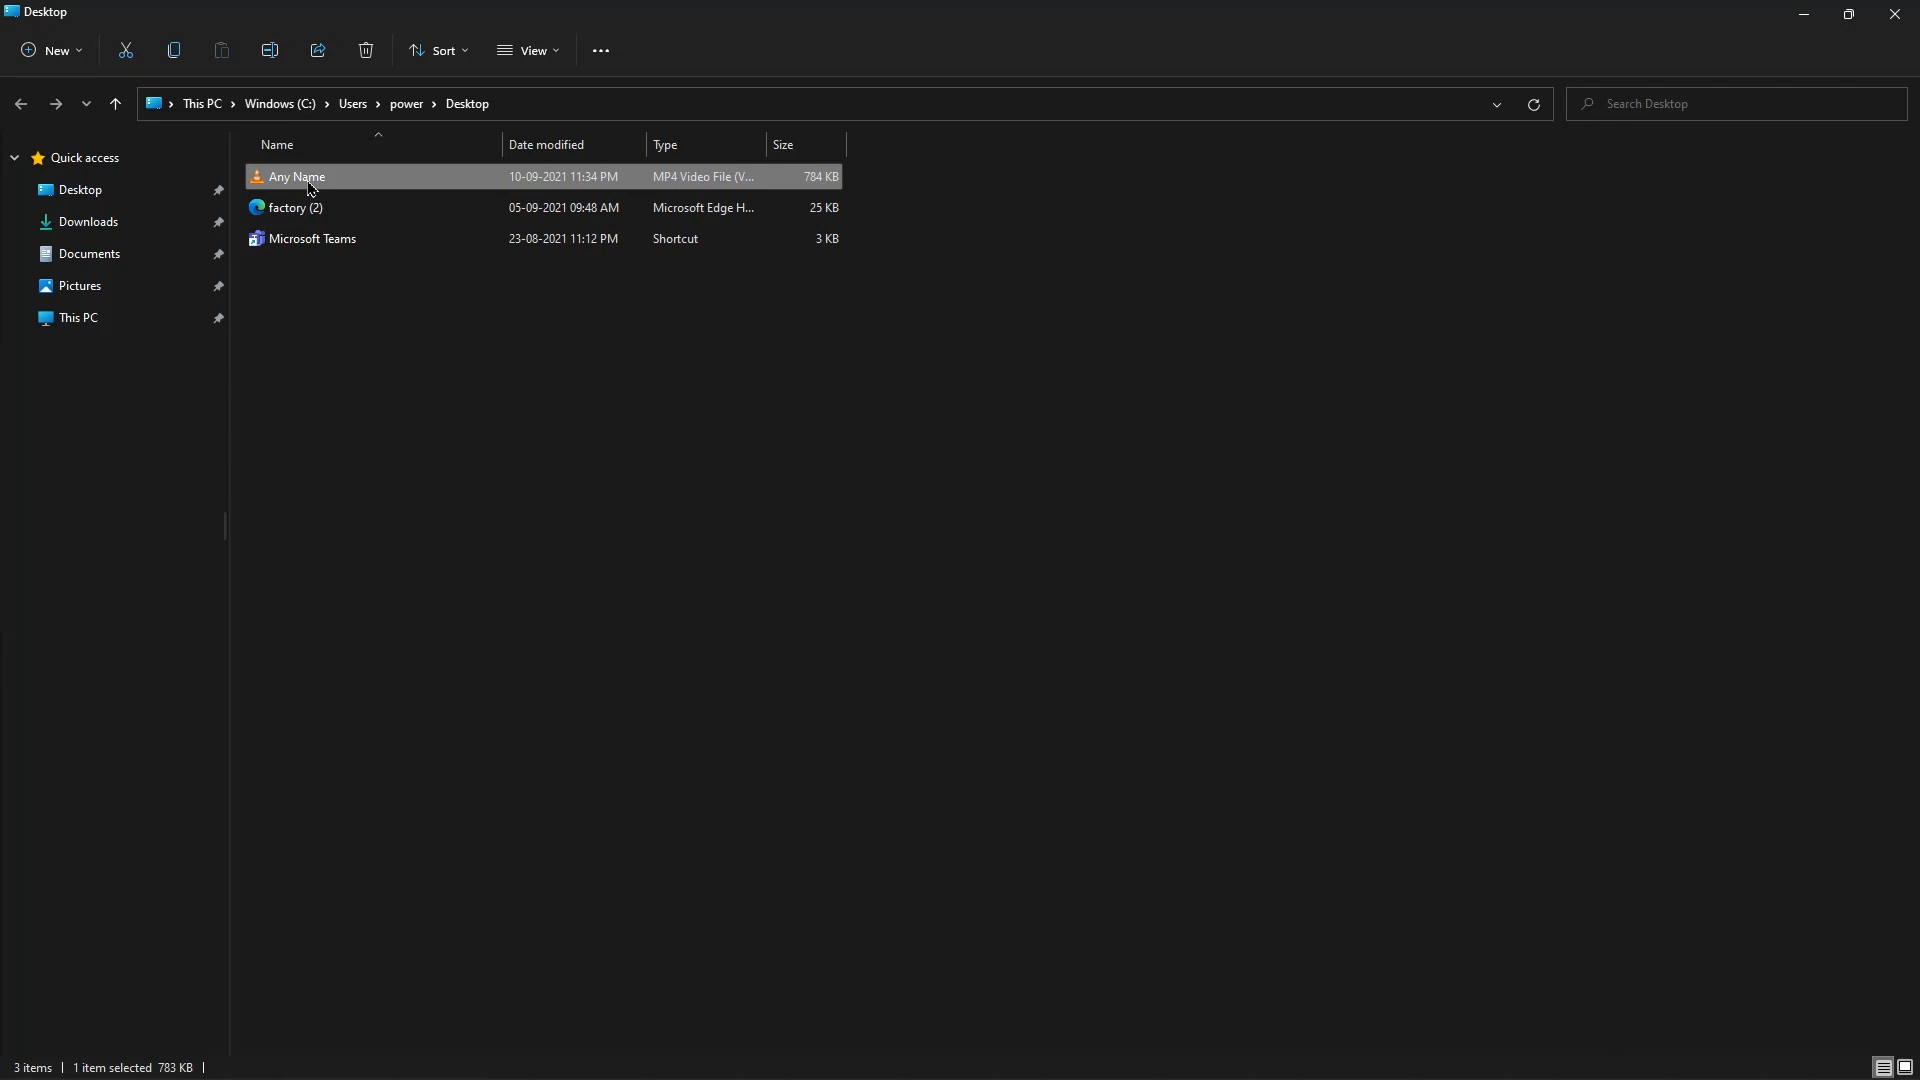 Desktop
New
Sort
View
This PC > Windows (C:) > Users > power > Desktop
Search Desktop
Name
Date modified
Type
Size
Quick access
Desktop
Downloads
Documents
Pictures
This PC
Any Name 10-09-2021 11:34 PM MP4 Video File (V... 784 KB
factory (2) 05-09-2021 09:48 AM Microsoft Edge H... 25 KB
Microsoft Teams 23-08-2021 11:12 PM Shortcut 3 KB
3 items | 1 item selected 783 KB |